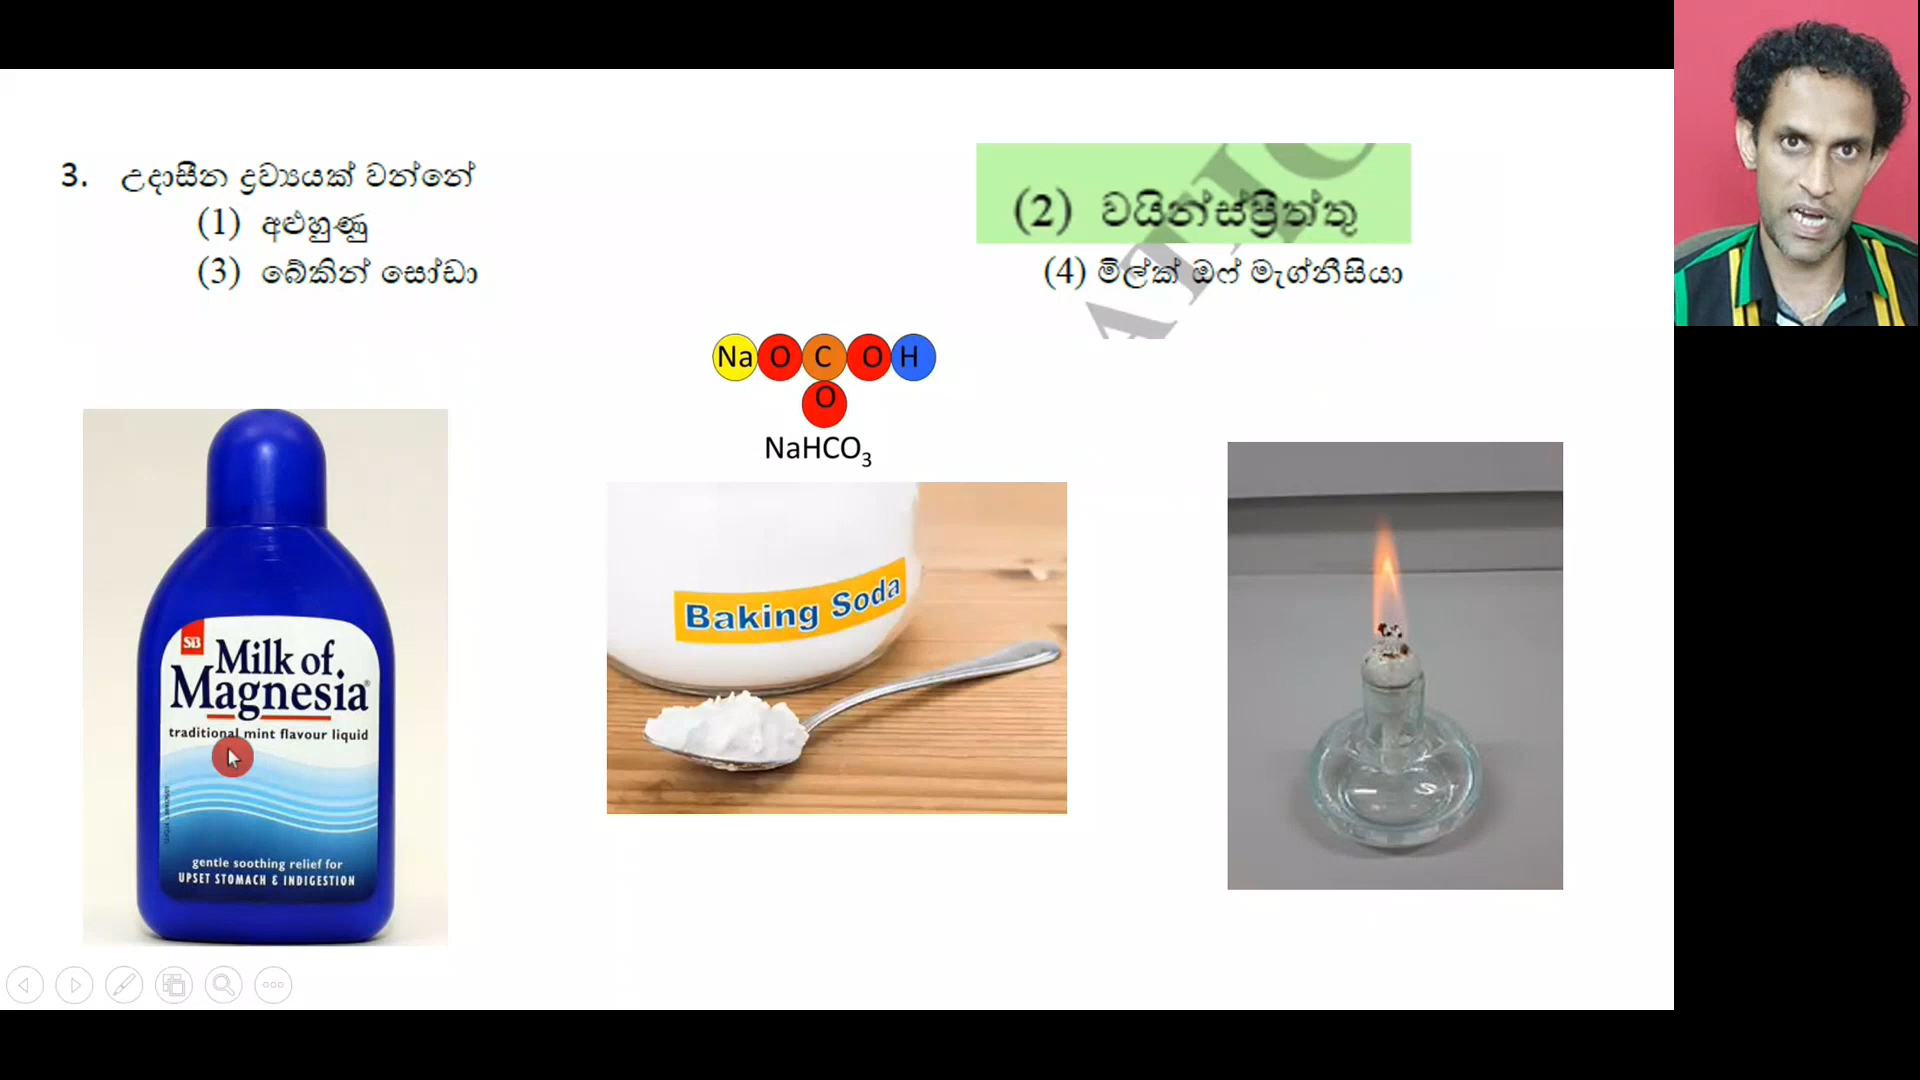 3. උදාසීන ද්‍රව්‍යයක් වන්නේ
(1) අළුහුණු
(2) වයින්ස්ප්‍රීත්තු
(3) බේකින් සෝඩා
(4) මිල්ක් ඔෆ් මැග්නීසියා
Na O C O H
O
NaHCO₃
SB
Milk of
Magnesia®
traditional mint flavour liquid
gentle soothing relief for
UPSET STOMACH & INDIGESTION
Baking Soda